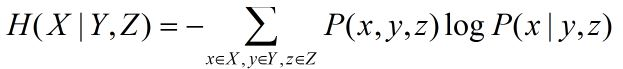 H(X | Y, Z) = − ∑ P(x, y, z) log P(x | y, z)
x∈X, y∈Y, z∈Z